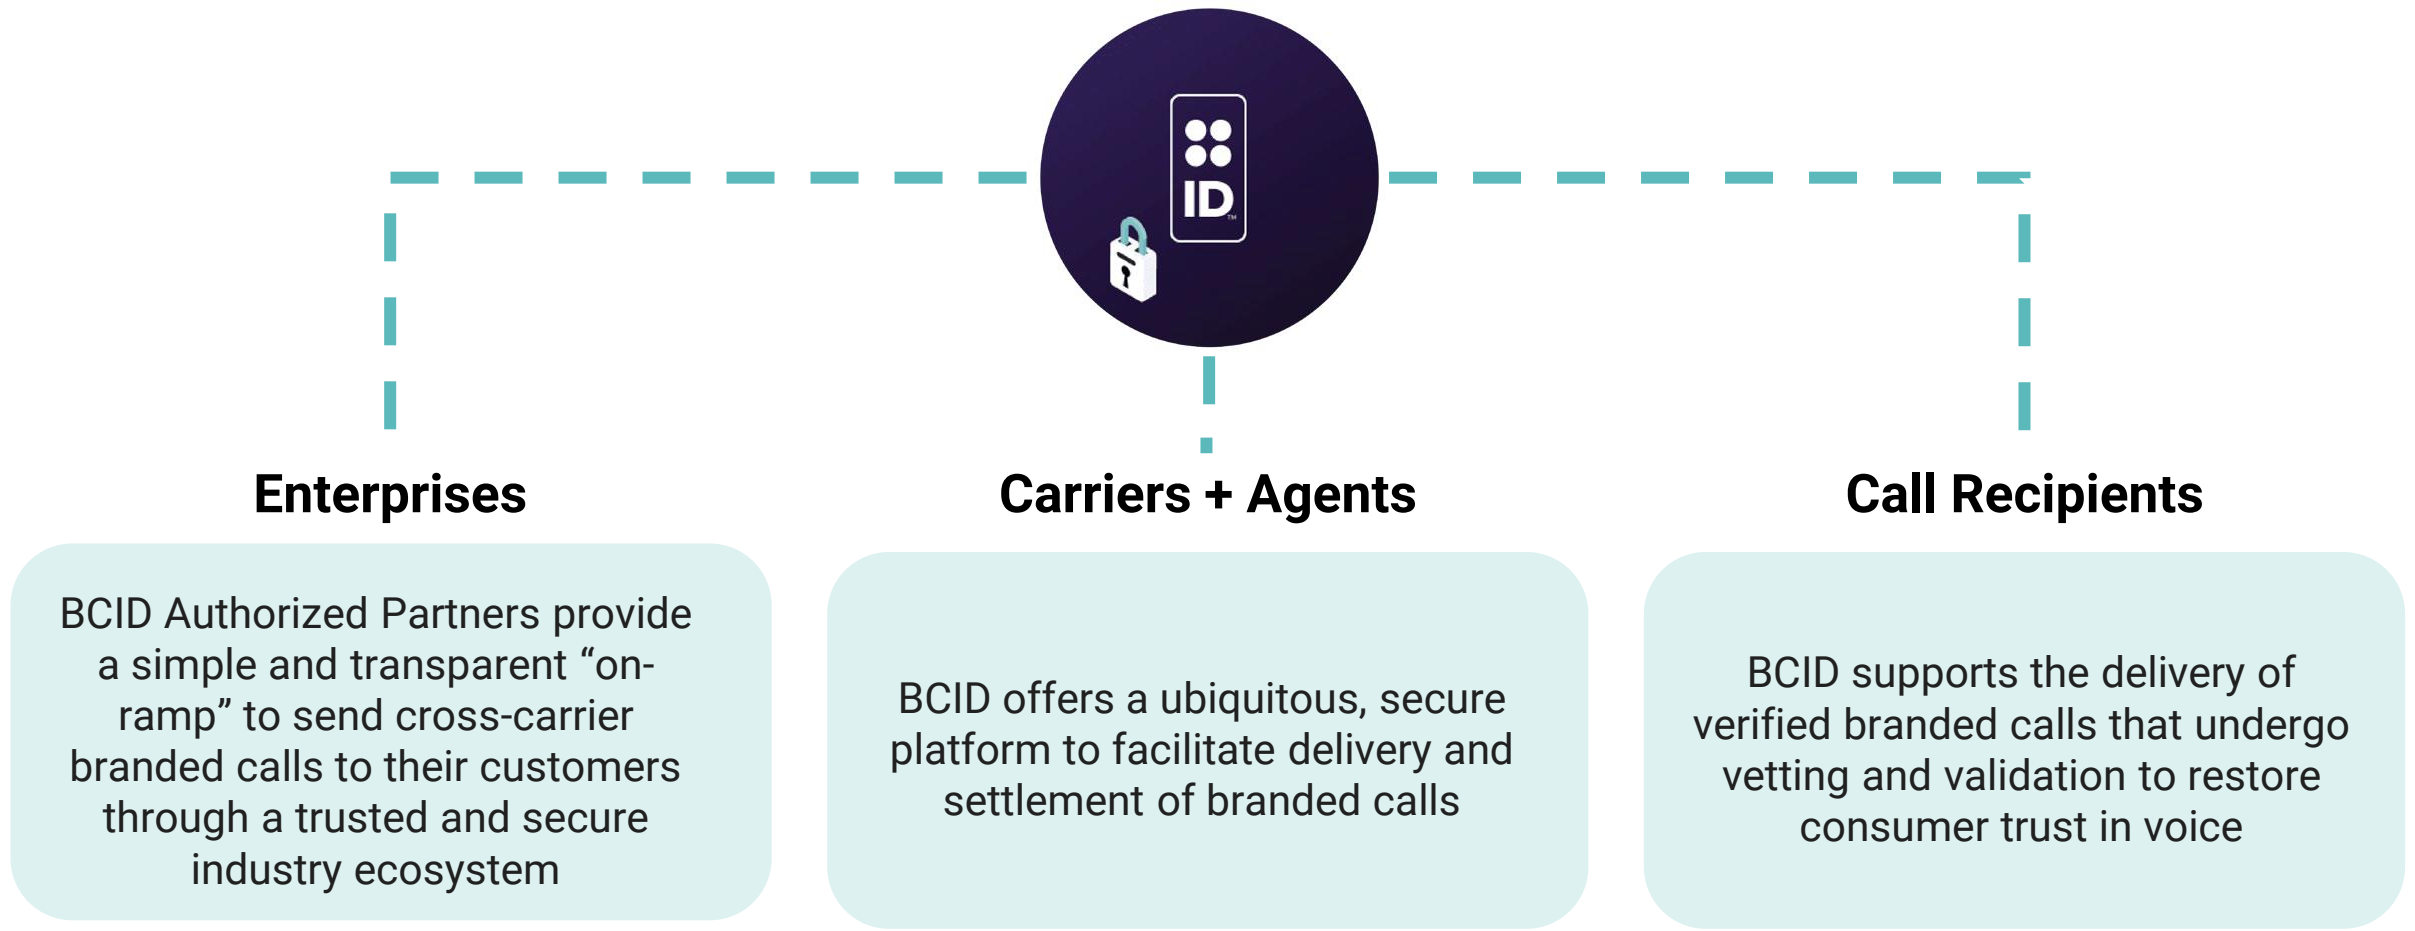 ID
TM
Enterprises
Carriers + Agents
Call Recipients
BCID Authorized Partners provide
a simple and transparent “on-
ramp” to send cross-carrier
branded calls to their customers
through a trusted and secure
industry ecosystem
BCID offers a ubiquitous, secure
platform to facilitate delivery and
settlement of branded calls
BCID supports the delivery of
verified branded calls that undergo
vetting and validation to restore
consumer trust in voice